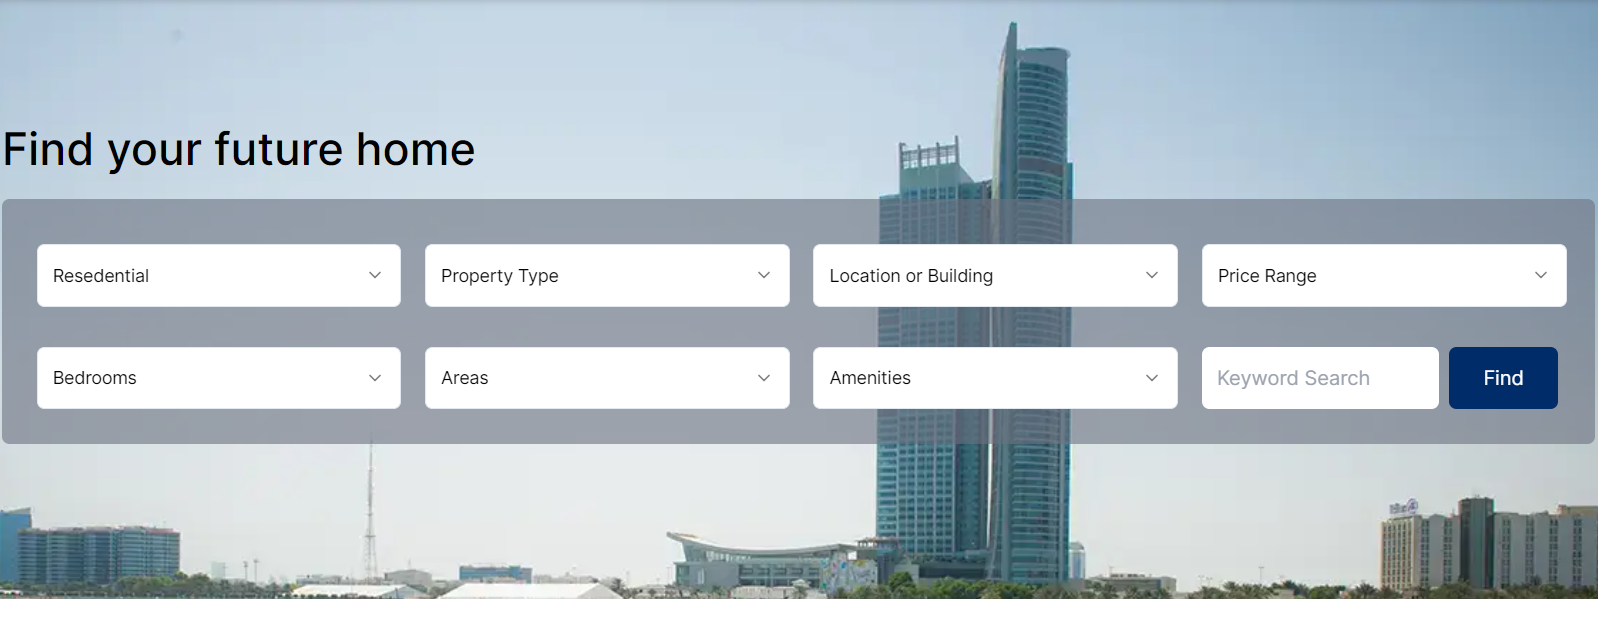 Find your future home
Resedential
Property Type
Location or Building
Price Range
Bedrooms
Areas
Amenities
Keyword Search
Find